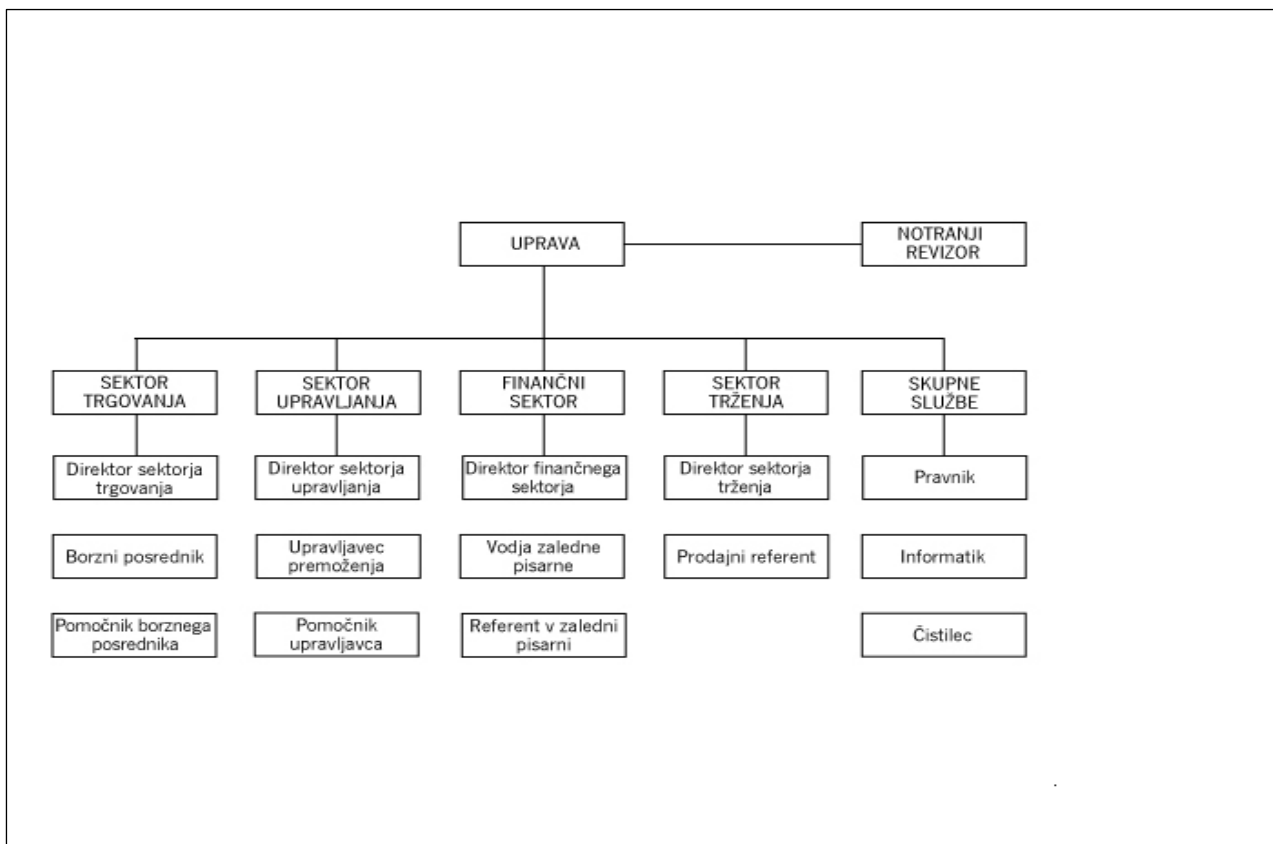 UPRAVA
NOTRANJI
REVIZOR
SEKTOR
TRGOVANJA
SEKTOR
UPRAVLJANJA
FINANČNI
SEKTOR
SEKTOR
TRŽENJA
SKUPNE
SLUŽBE
Direktor sektorja
trgovanja
Direktor sektorja
upravljanja
Direktor finančnega
sektorja
Direktor sektorja
trženja
Pravnik
Borzni posrednik
Upravljavec
premoženja
Vodja zaledne
pisarne
Prodajni referent
Informatik
Pomočnik borznega
posrednika
Pomočnik
upravljavca
Referent v zaledni
pisarni
Čistilec
.